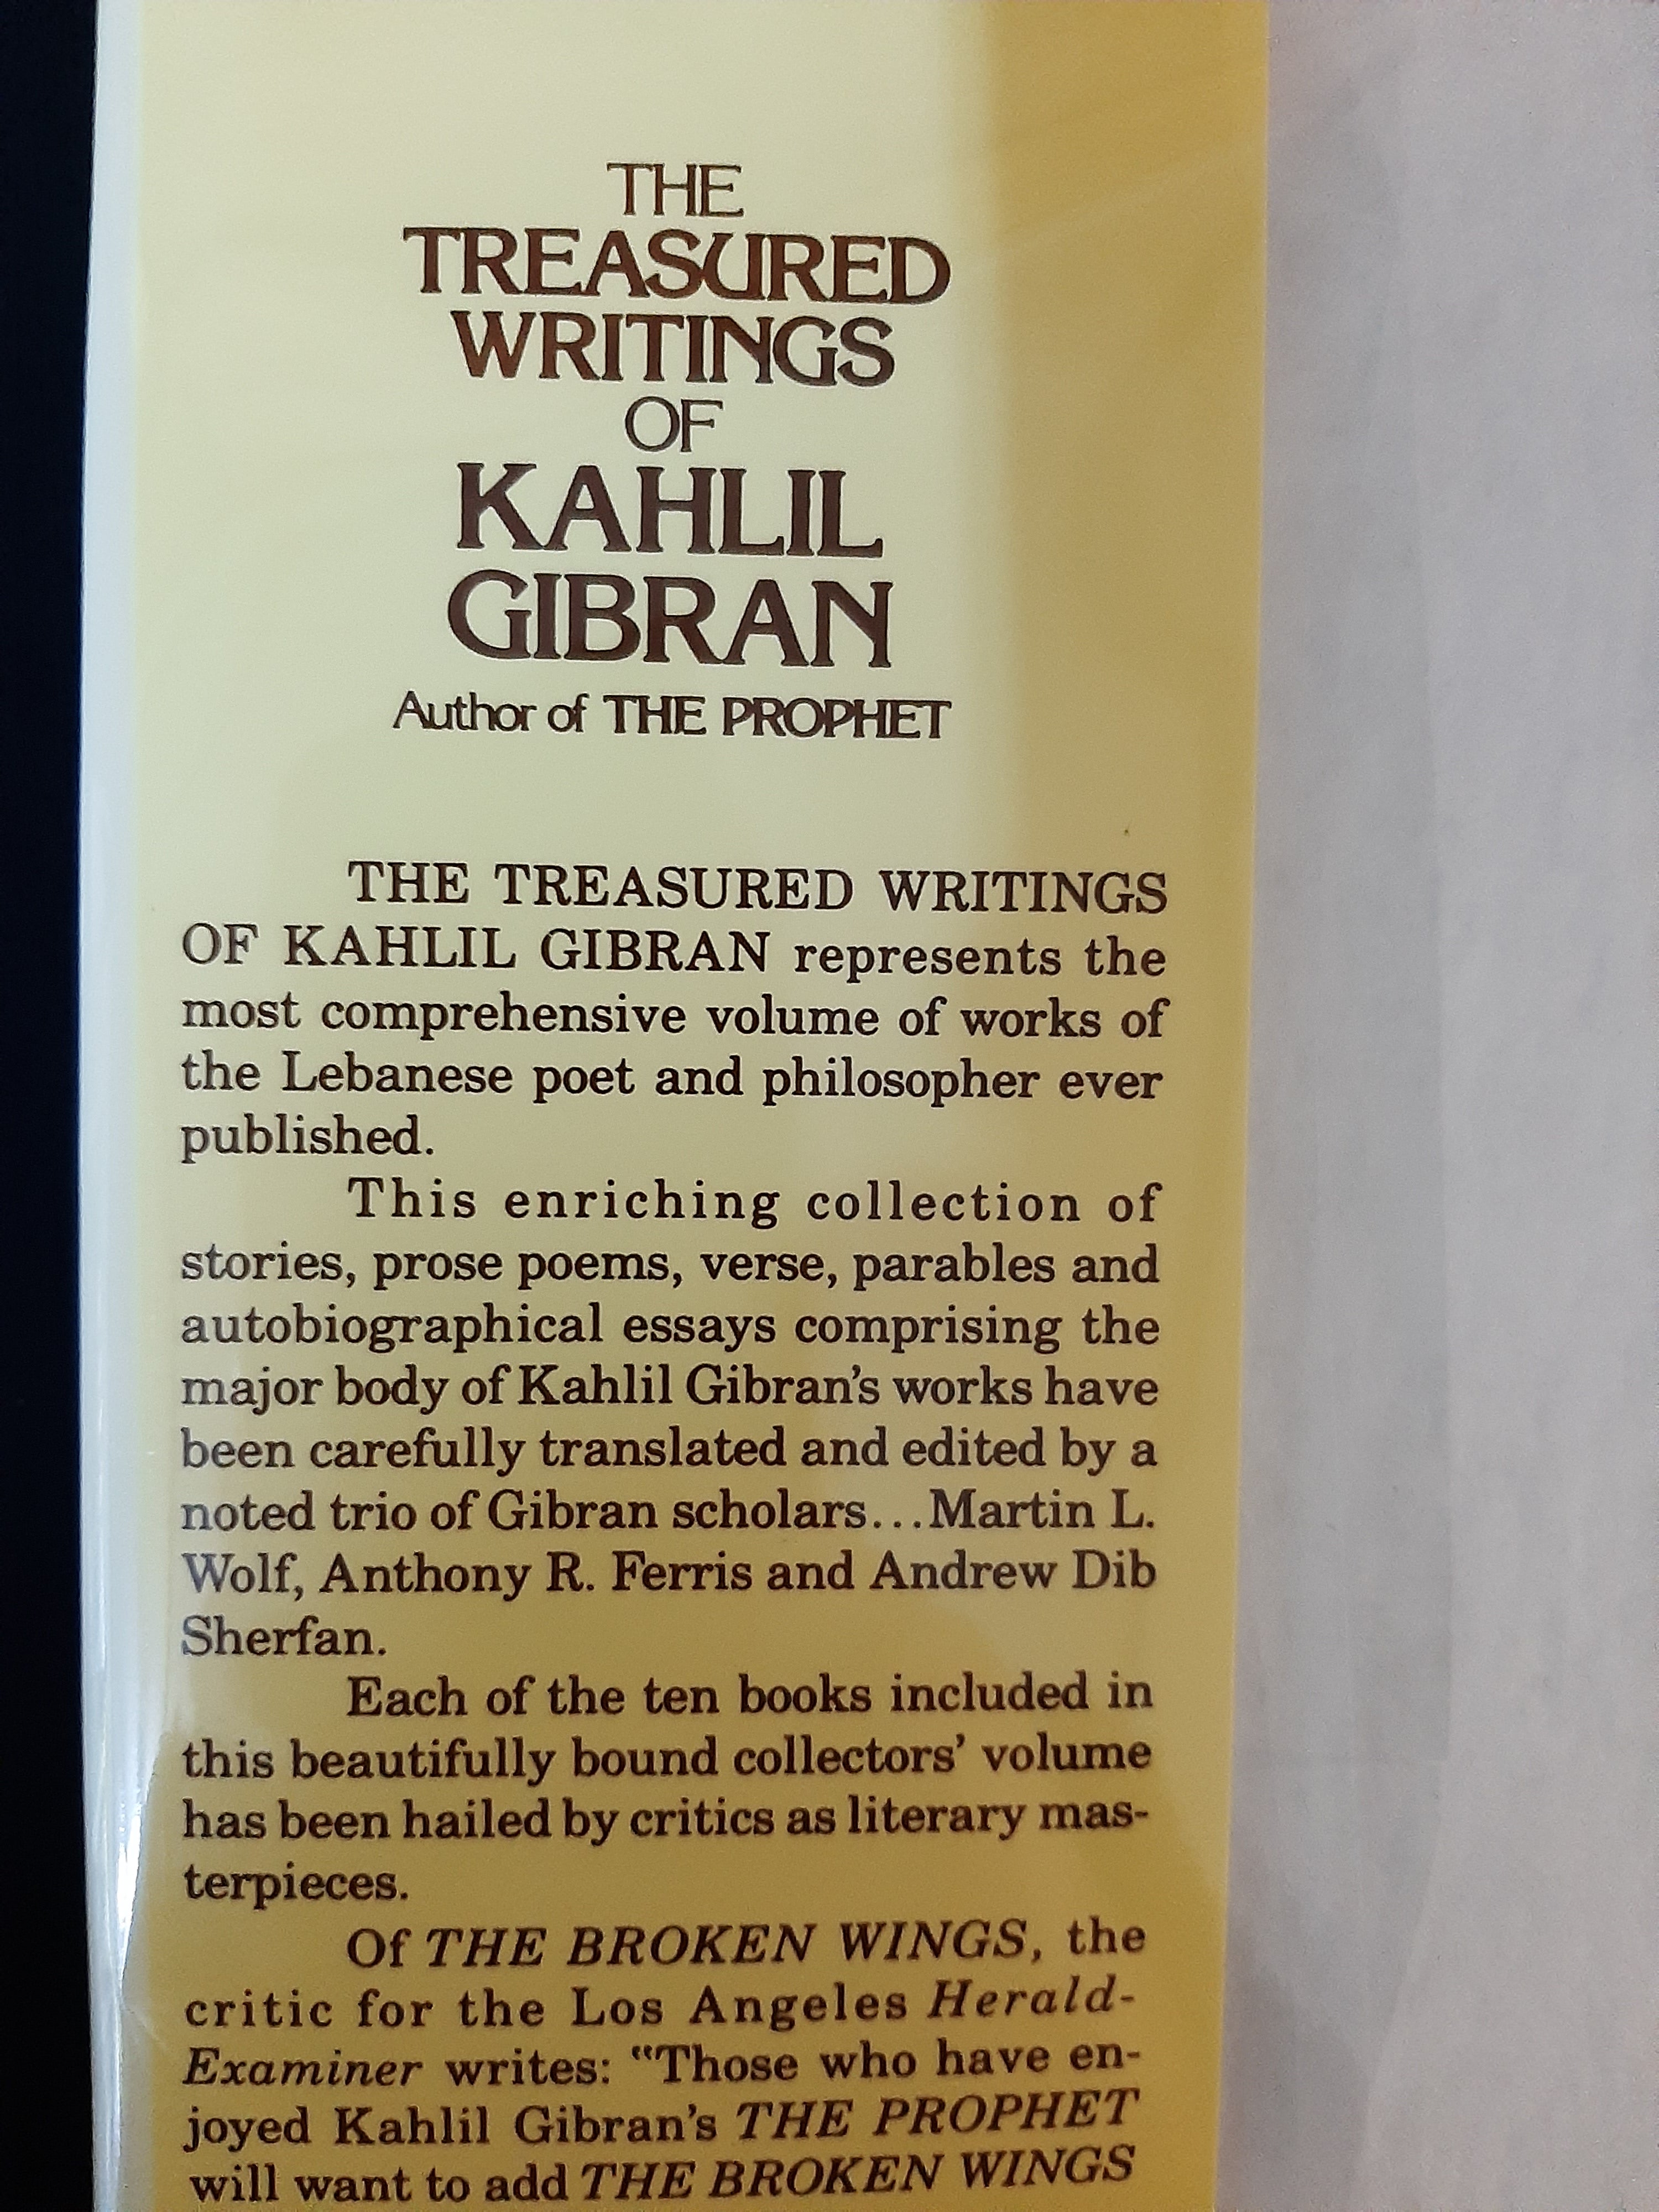 THE
TREASURED
WRITINGS
OF
KAHLIL
GIBRAN
Author of THE PROPHET
THE TREASURED WRITINGS
OF KAHLIL GIBRAN represents the
most comprehensive volume of works of
the Lebanese poet and philosopher ever
published.
This enriching collection of
stories, prose poems, verse, parables and
autobiographical essays comprising the
major body of Kahlil Gibran's works have
been carefully translated and edited by a
noted trio of Gibran scholars...Martin L.
Wolf, Anthony R. Ferris and Andrew Dib
Sherfan.
Each of the ten books included in
this beautifully bound collectors' volume
has been hailed by critics as literary mas-
terpieces.
Of THE BROKEN WINGS, the
critic for the Los Angeles Herald-
Examiner writes: "Those who have en-
joyed Kahlil Gibran's THE PROPHET
will want to add THE BROKEN WINGS